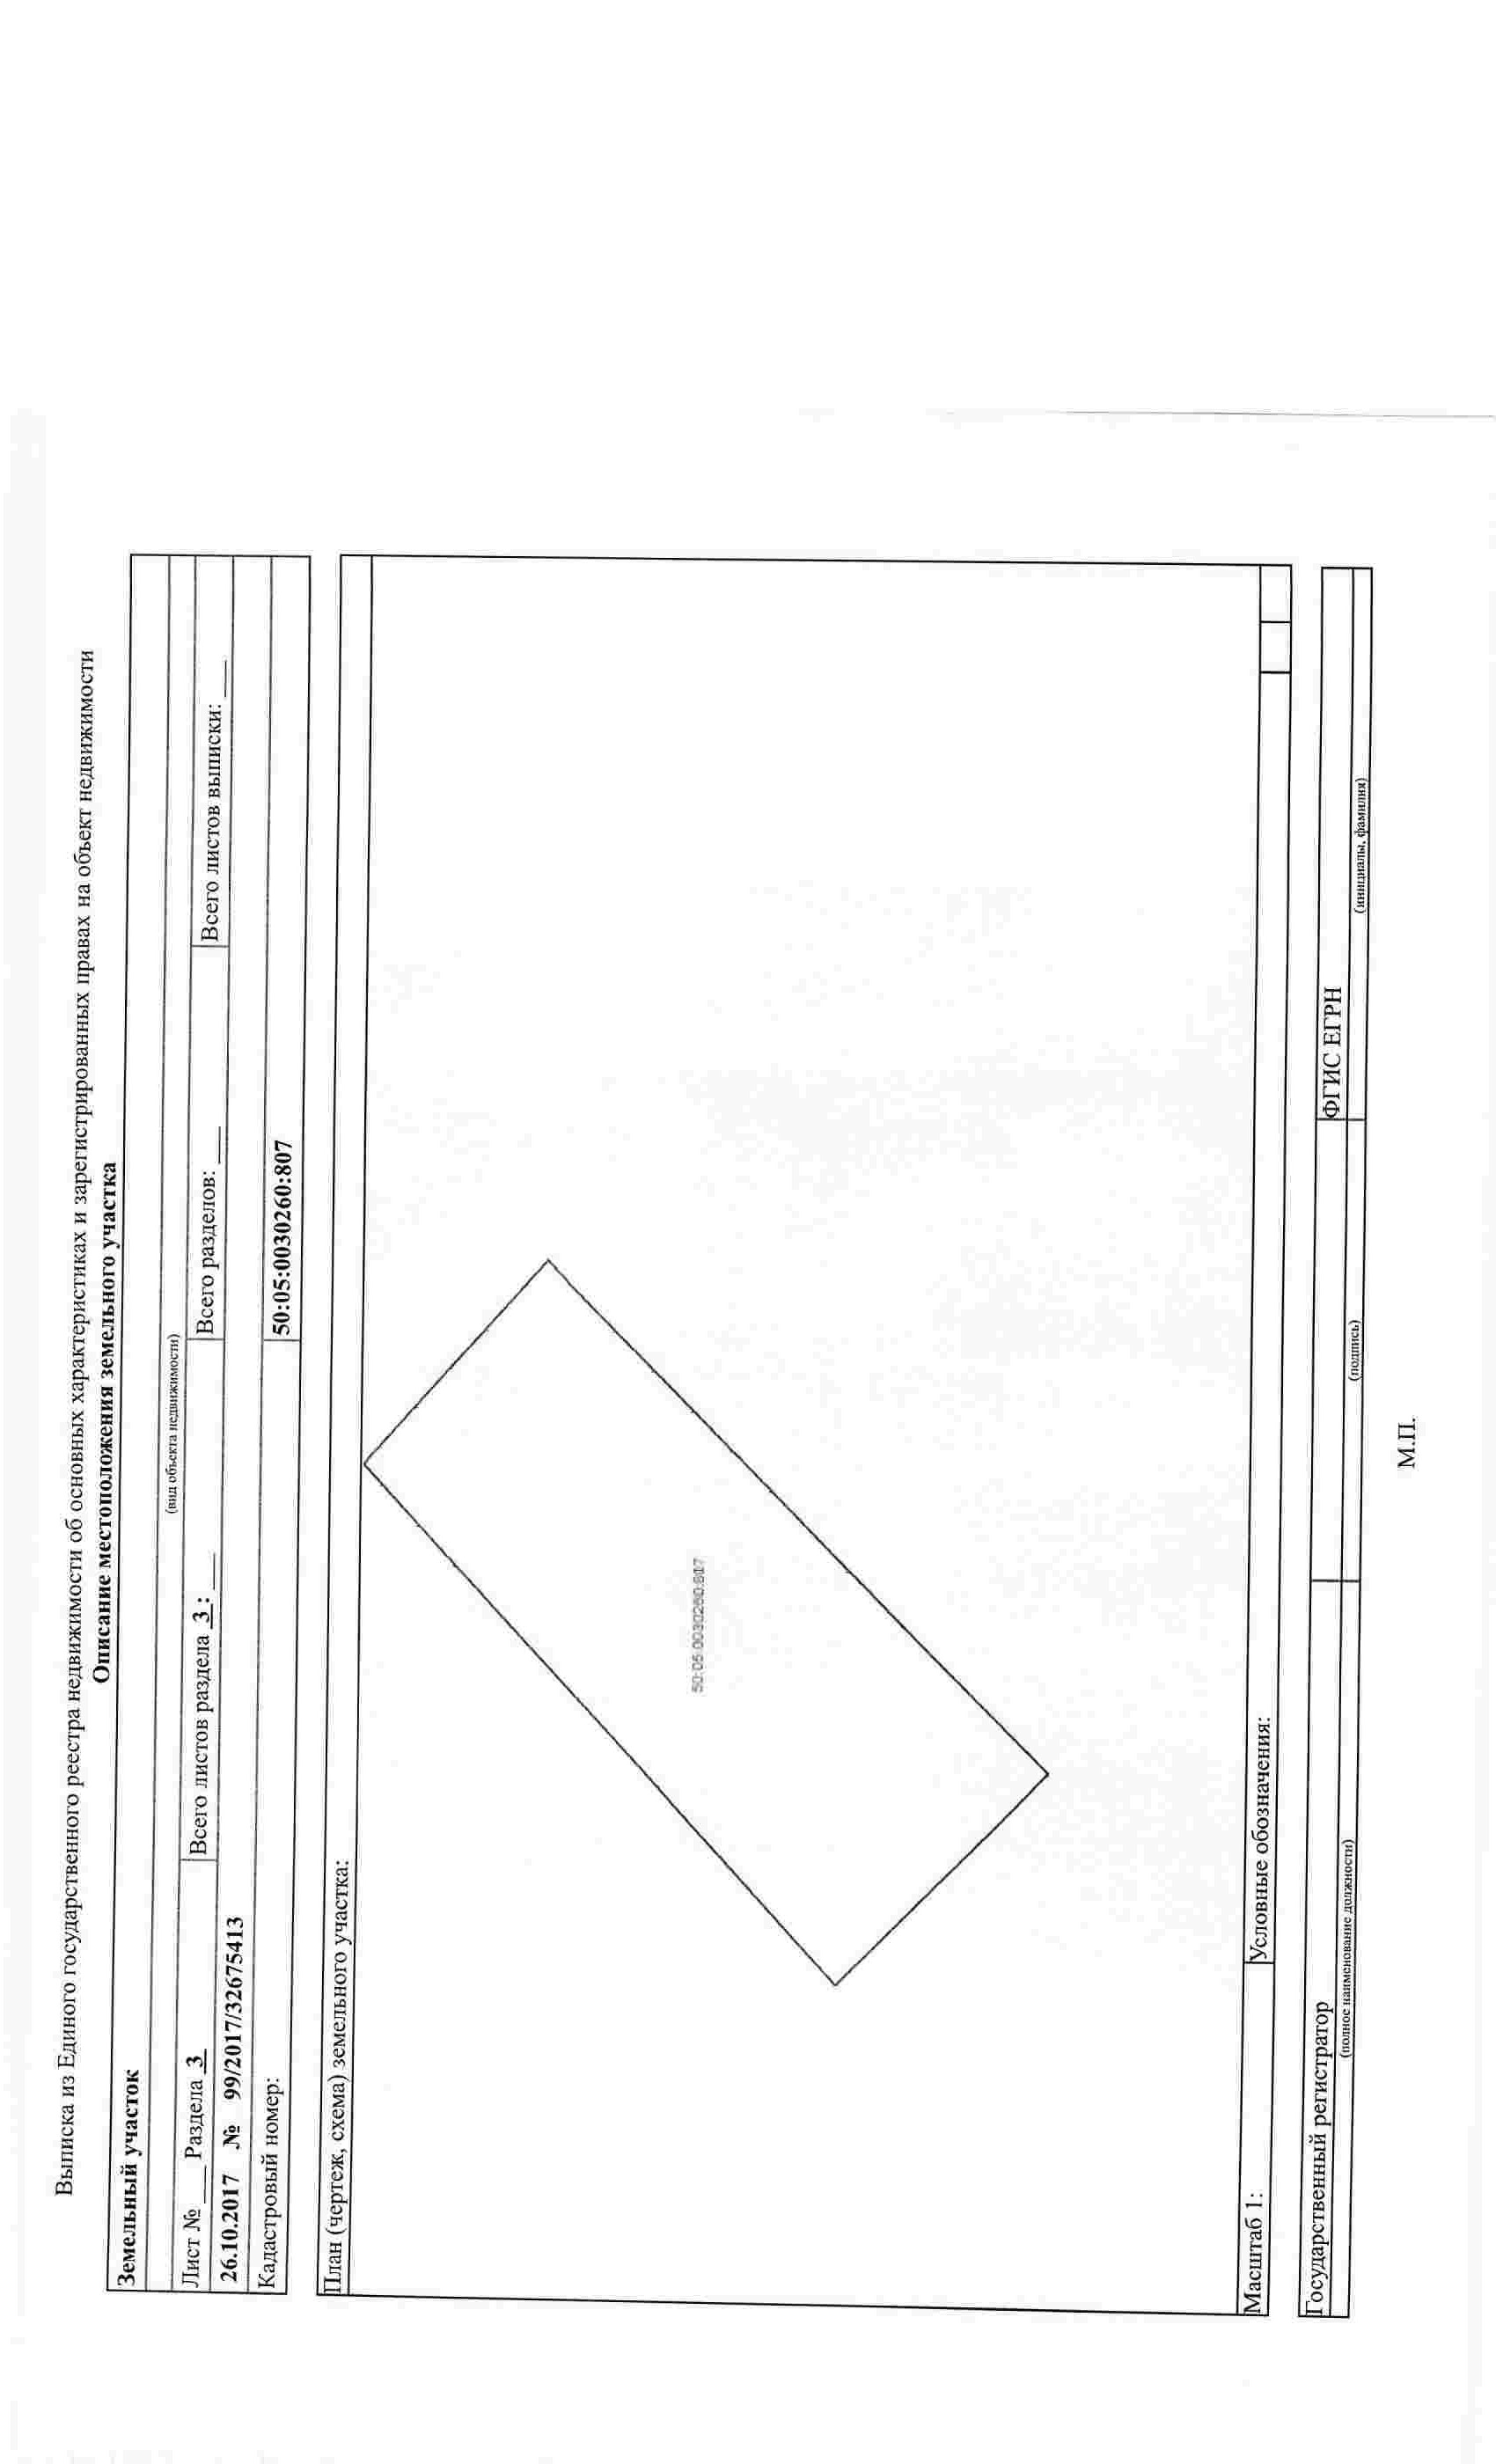 Выписка из Единого государственного реестра недвижимости об основных характеристиках и зарегистрированных правах на объект недвижимости
Описание местоположения земельного участка
Земельный участок
(вид объекта недвижимости)
Лист № ___ Раздела 3 Всего листов раздела 3 : ___ Всего разделов: ___ Всего листов выписки: ___
26.10.2017 № 99/2017/32675413
Кадастровый номер: 50:05:0030260:807
План (чертеж, схема) земельного участка:
50:05:0030260:807
Масштаб 1: Условные обозначения:
Государственный регистратор ФГИС ЕГРН
(полное наименование должности) (подпись) (инициалы, фамилия)
М.П.